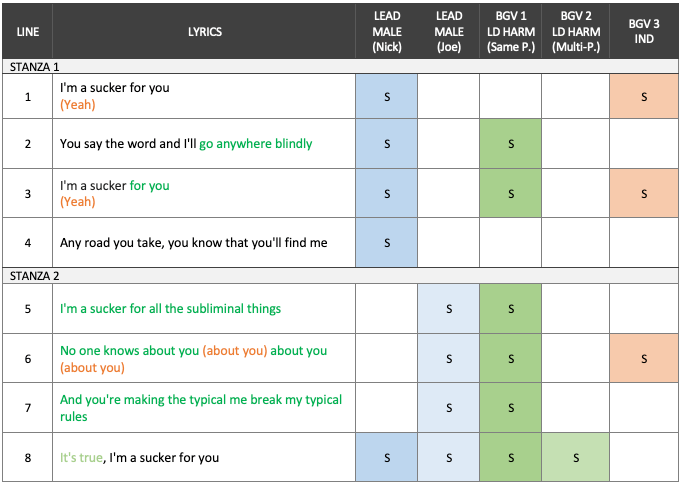 LINE LYRICS LEAD MALE (Nick) LEAD MALE (Joe) BGV 1 LD HARM (Same P.) BGV 2 LD HARM (Multi-P.) BGV 3 IND
STANZA 1
1 I'm a sucker for you S S
(Yeah)
2 You say the word and I'll go anywhere blindly S S
3 I'm a sucker for you S S S
(Yeah)
4 Any road you take, you know that you'll find me S
STANZA 2
5 I'm a sucker for all the subliminal things S S
6 No one knows about you (about you) about you S S S
(about you)
7 And you're making the typical me break my typical S S
rules
8 It's true, I'm a sucker for you S S S S